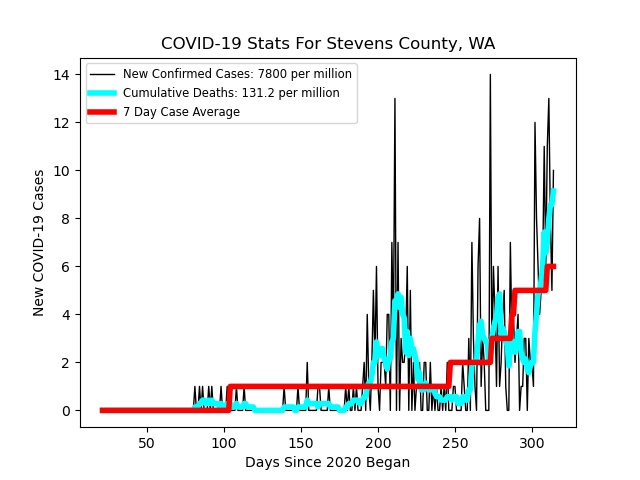 COVID-19 Stats For Stevens County, WA
New Confirmed Cases: 7800 per million
Cumulative Deaths: 131.2 per million
7 Day Case Average
New COVID-19 Cases
14
12
10
8
6
4
2
0
50 100 150 200 250 300
Days Since 2020 Began